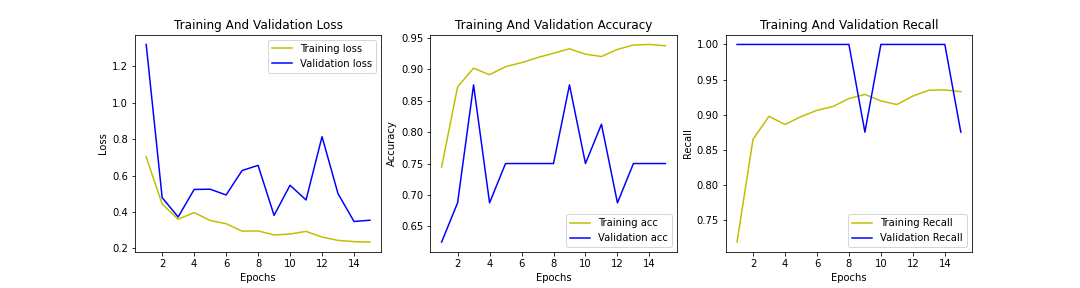 Training And Validation Loss
Training loss
Validation loss
1.2
1.0
0.8
0.6
0.4
0.2
Loss
2 4 6 8 10 12 14
Epochs
Training And Validation Accuracy
0.95
0.90
0.85
0.80
0.75
0.70
0.65
Accuracy
Training acc
Validation acc
2 4 6 8 10 12 14
Epochs
Training And Validation Recall
1.00
0.95
0.90
0.85
0.80
0.75
Recall
Training Recall
Validation Recall
2 4 6 8 10 12 14
Epochs